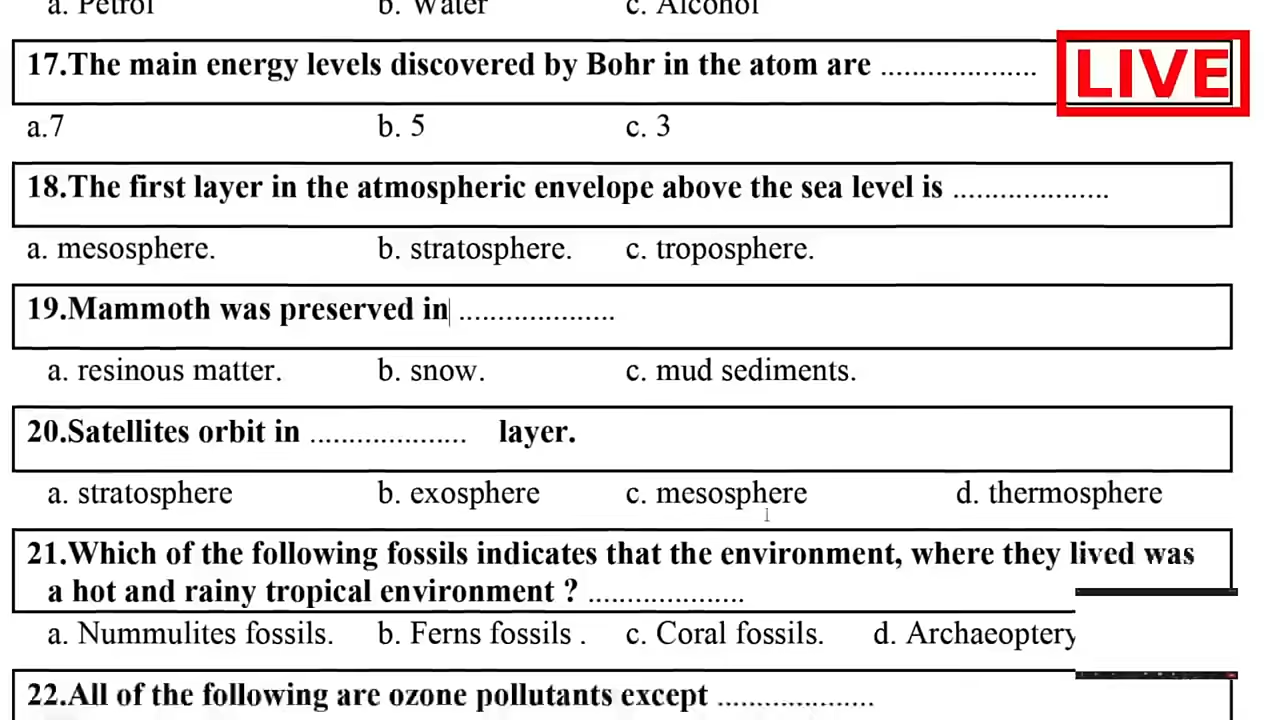 a. Petrol b. Water c. Alcohol
17.The main energy levels discovered by Bohr in the atom are ....................
LIVE
a.7 b. 5 c. 3
18.The first layer in the atmospheric envelope above the sea level is ....................
a. mesosphere. b. stratosphere. c. troposphere.
19.Mammoth was preserved in ....................
a. resinous matter. b. snow. c. mud sediments.
20.Satellites orbit in .................... layer.
a. stratosphere b. exosphere c. mesosphere d. thermosphere
21.Which of the following fossils indicates that the environment, where they lived was
a hot and rainy tropical environment ? ....................
a. Nummulites fossils. b. Ferns fossils . c. Coral fossils. d. Archaeoptery
22.All of the following are ozone pollutants except ....................